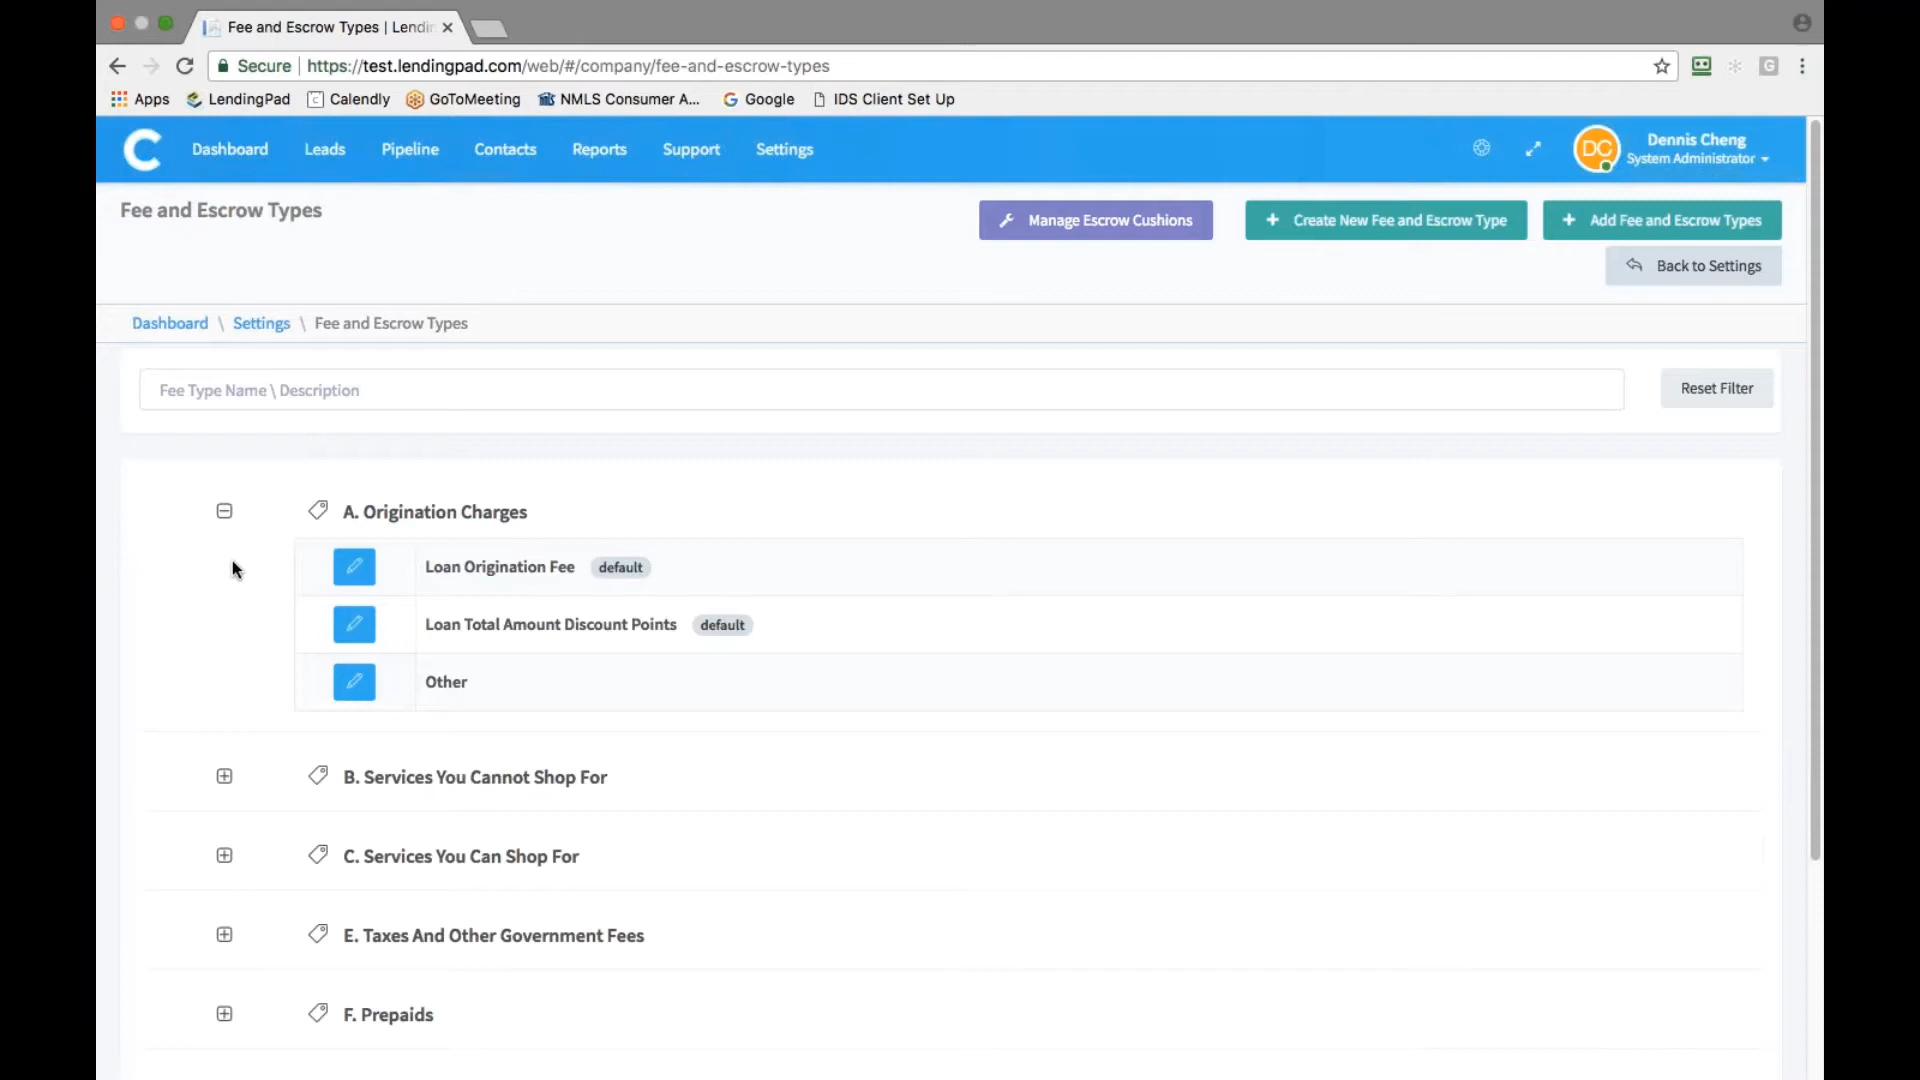 Fee and Escrow Types | Lendin
Secure https://test.lendingpad.com/web/#/company/fee-and-escrow-types
Apps LendingPad Calendly GoToMeeting NMLS Consumer A... Google IDS Client Set Up
C Dashboard Leads Pipeline Contacts Reports Support Settings DC Dennis Cheng
System Administrator
Fee and Escrow Types
Manage Escrow Cushions + Create New Fee and Escrow Type + Add Fee and Escrow Types
Back to Settings
Dashboard \ Settings \ Fee and Escrow Types
Fee Type Name \ Description Reset Filter
A. Origination Charges
Loan Origination Fee default
Loan Total Amount Discount Points default
Other
B. Services You Cannot Shop For
C. Services You Can Shop For
E. Taxes And Other Government Fees
F. Prepaids